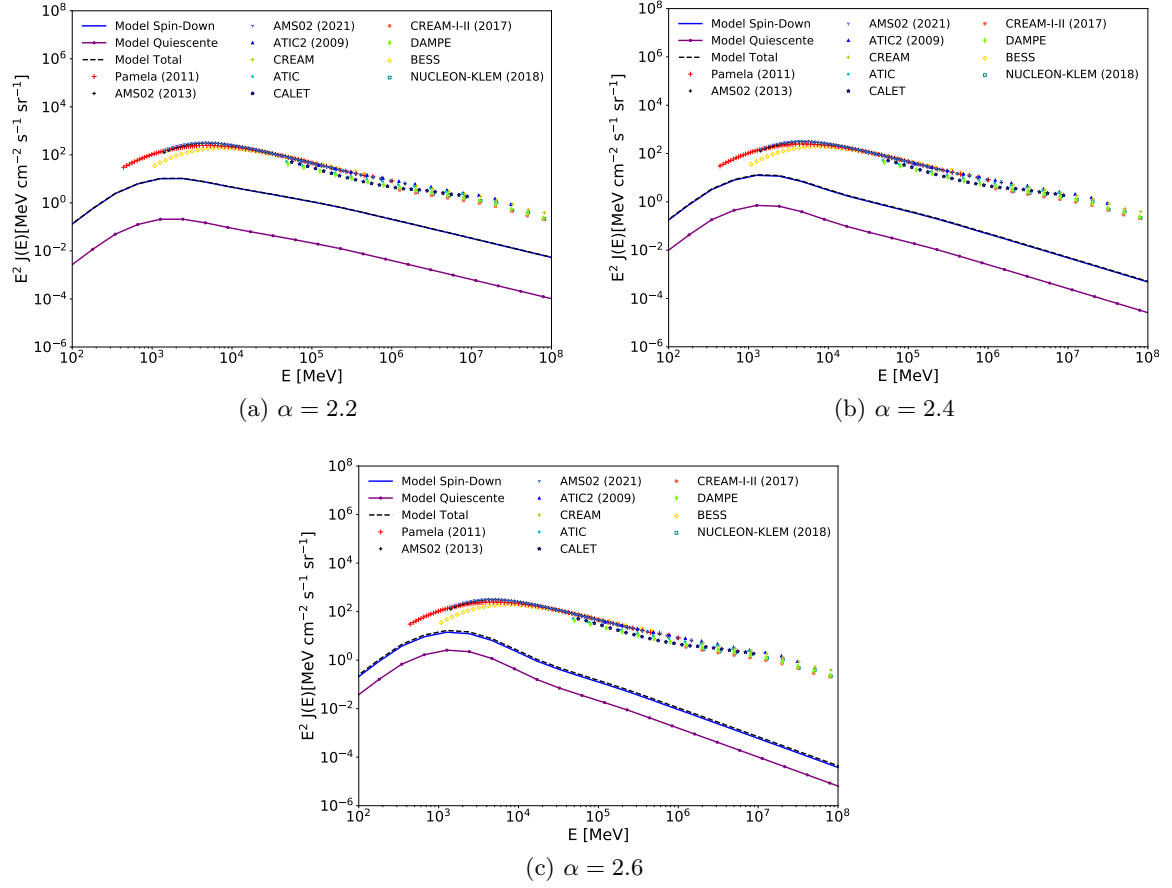 10^8
10^6
10^4
10^2
10^0
10^−2
10^−4
10^−6
E^2 J(E)[MeV cm^−2 s^−1 sr^−1]
Model Spin-Down
Model Quiescente
Model Total
Pamela (2011)
AMS02 (2013)
AMS02 (2021)
ATIC2 (2009)
CREAM
ATIC
CALET
CREAM-I-II (2017)
DAMPE
BESS
NUCLEON-KLEM (2018)
10^2 10^3 10^4 10^5 10^6 10^7 10^8
E [MeV]
(a) α = 2.2
10^8
10^6
10^4
10^2
10^0
10^−2
10^−4
10^−6
E^2 J(E)[MeV cm^−2 s^−1 sr^−1]
Model Spin-Down
Model Quiescente
Model Total
Pamela (2011)
AMS02 (2013)
AMS02 (2021)
ATIC2 (2009)
CREAM
ATIC
CALET
CREAM-I-II (2017)
DAMPE
BESS
NUCLEON-KLEM (2018)
10^2 10^3 10^4 10^5 10^6 10^7 10^8
E [MeV]
(b) α = 2.4
10^8
10^6
10^4
10^2
10^0
10^−2
10^−4
10^−6
E^2 J(E)[MeV cm^−2 s^−1 sr^−1]
Model Spin-Down
Model Quiescente
Model Total
Pamela (2011)
AMS02 (2013)
AMS02 (2021)
ATIC2 (2009)
CREAM
ATIC
CALET
CREAM-I-II (2017)
DAMPE
BESS
NUCLEON-KLEM (2018)
10^2 10^3 10^4 10^5 10^6 10^7 10^8
E [MeV]
(c) α = 2.6